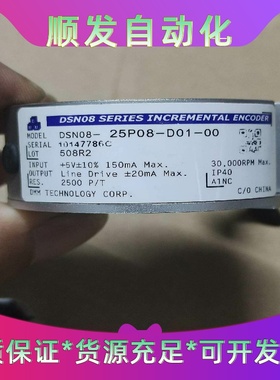 顺发自动化
DSN08 SERIES INCREMENTAL ENCODER
MODEL DSN08- 25P08-D01-00
SERIAL 10147786C
LOT 508R2
INPUT +5V±10% 150mA Max. 30,000RPM Max.
OUTPUT Line Drive ±20mA Max. IP40
RES. 2500 P/T A1NC
DMM TECHNOLOGY CORP. C/O CHINA
质保证*货源充足*可开发